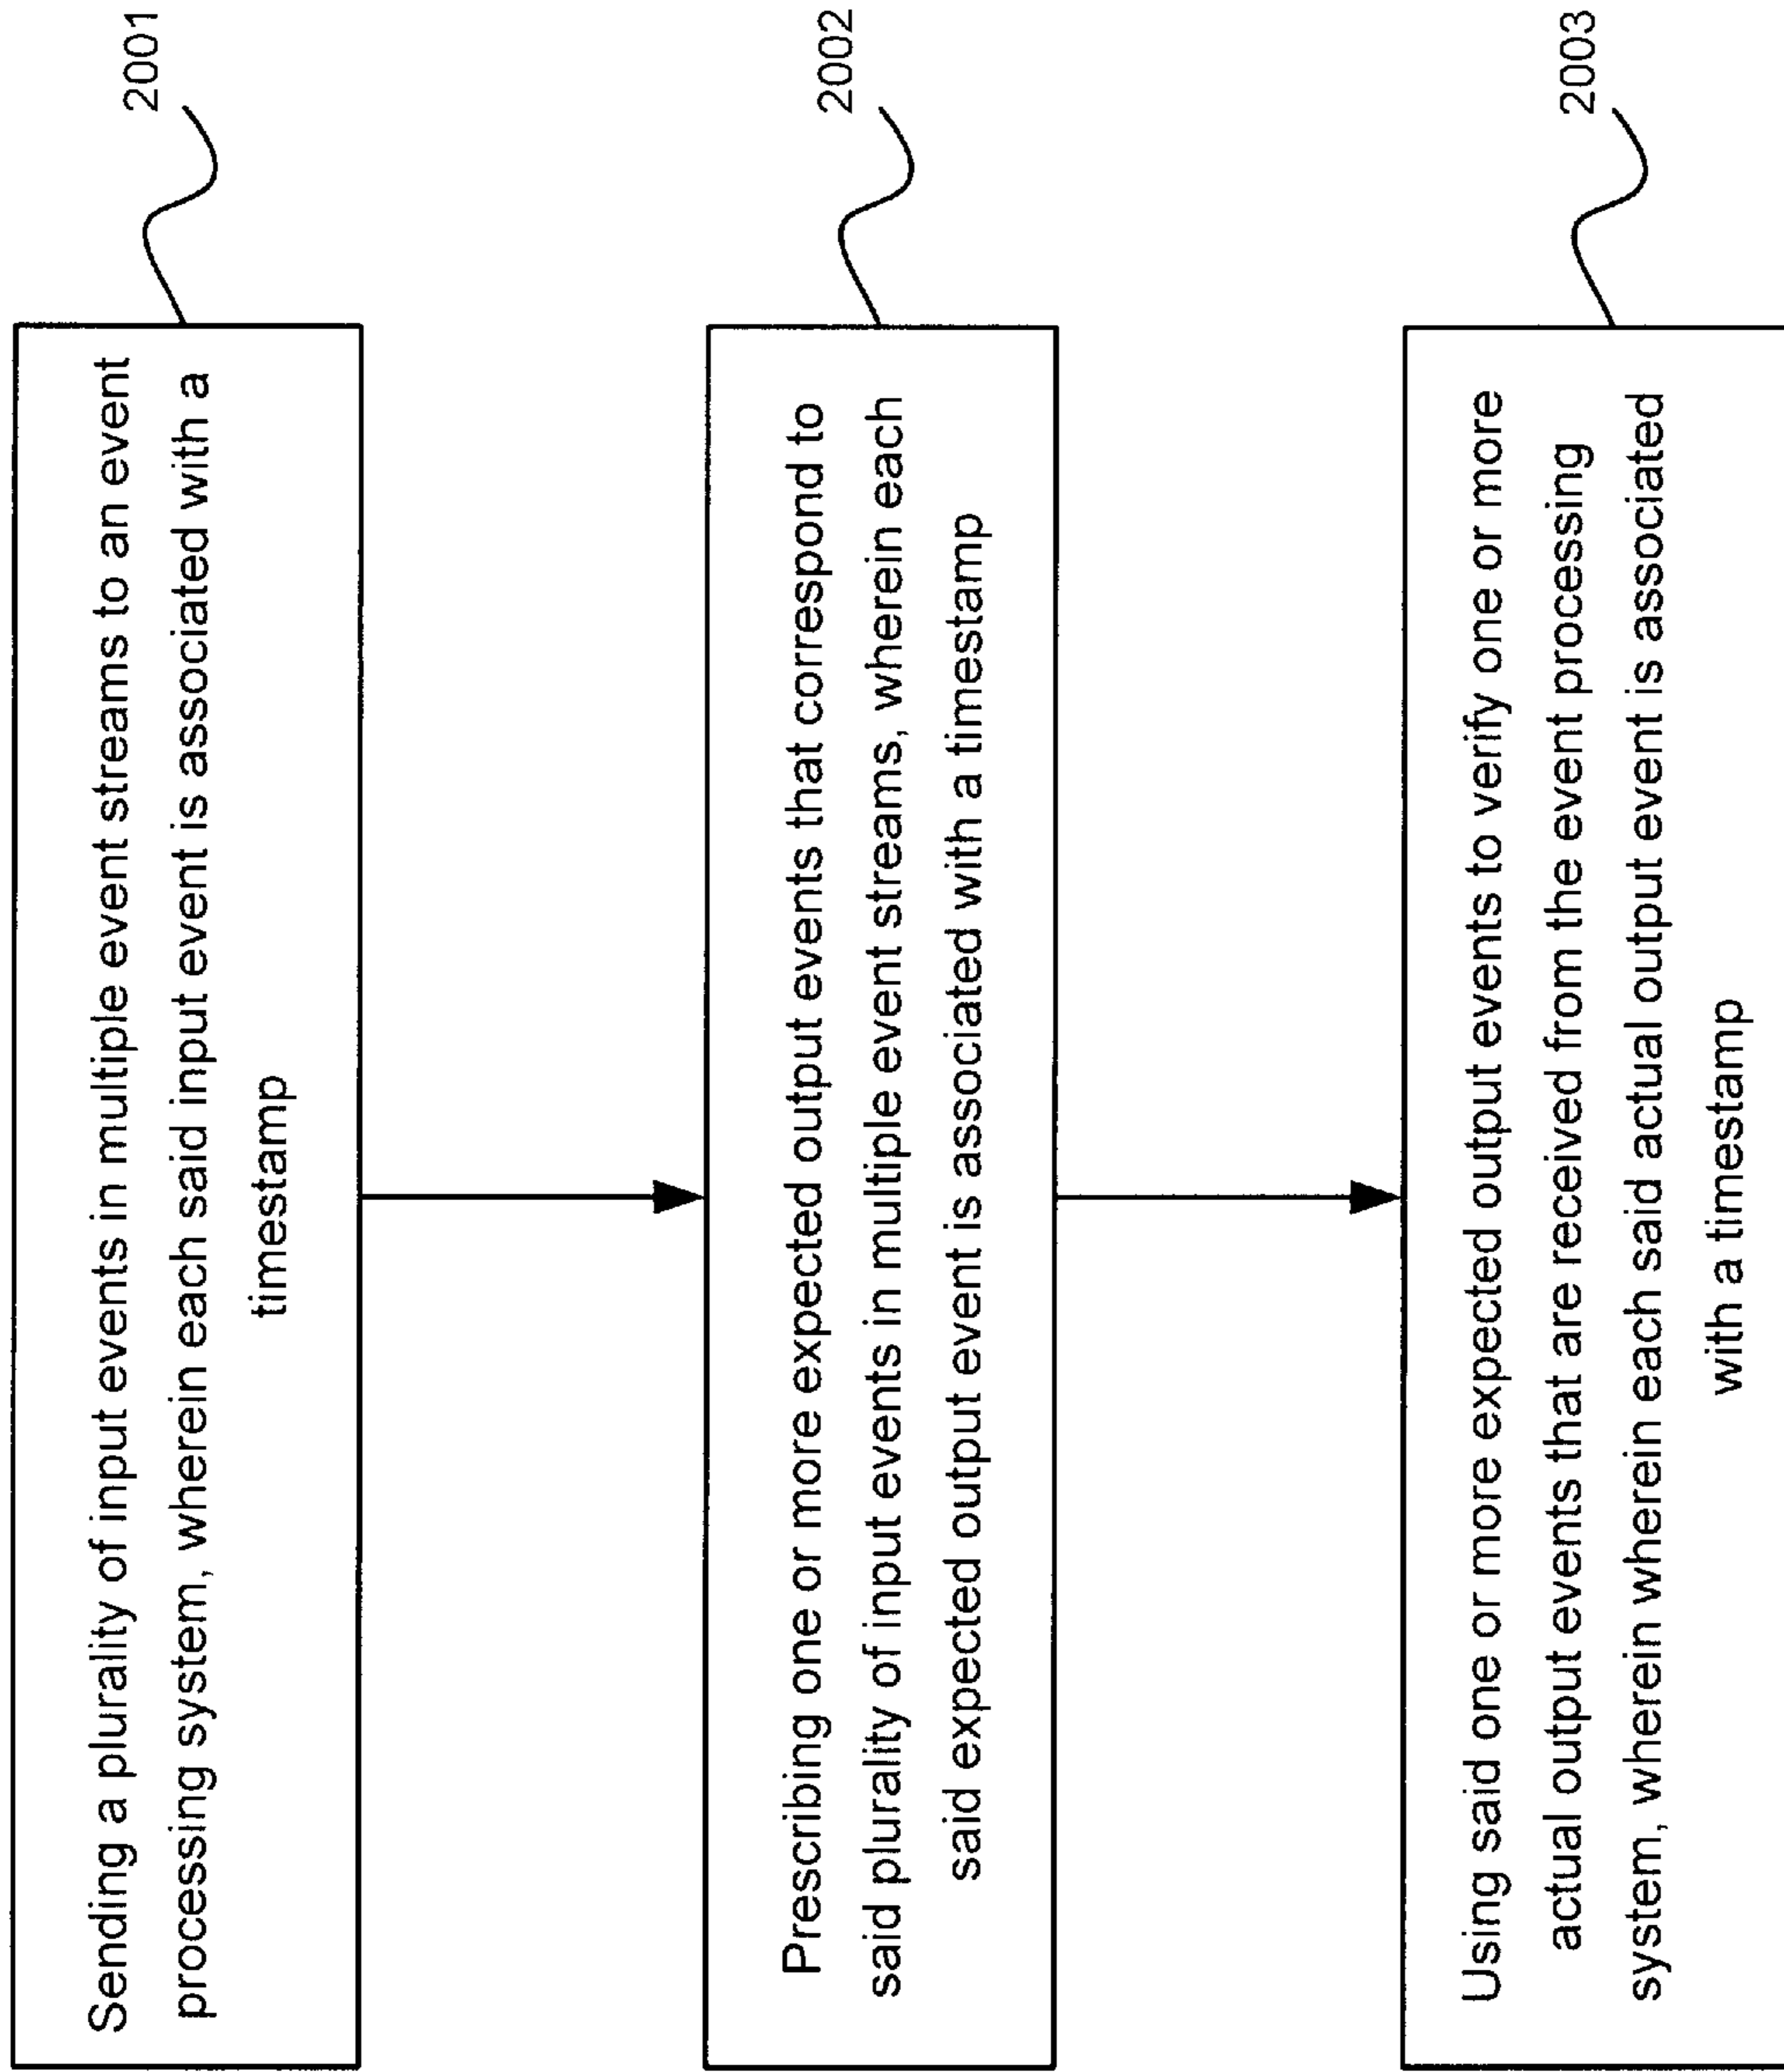 Sending a plurality of input events in multiple event streams to an event
processing system, wherein each said input event is associated with a
timestamp
2001
Prescribing one or more expected output events that correspond to
said plurality of input events in multiple event streams, wherein each
said expected output event is associated with a timestamp
2002
Using said one or more expected output events to verify one or more
actual output events that are received from the event processing
system, wherein wherein each said actual output event is associated
with a timestamp
2003